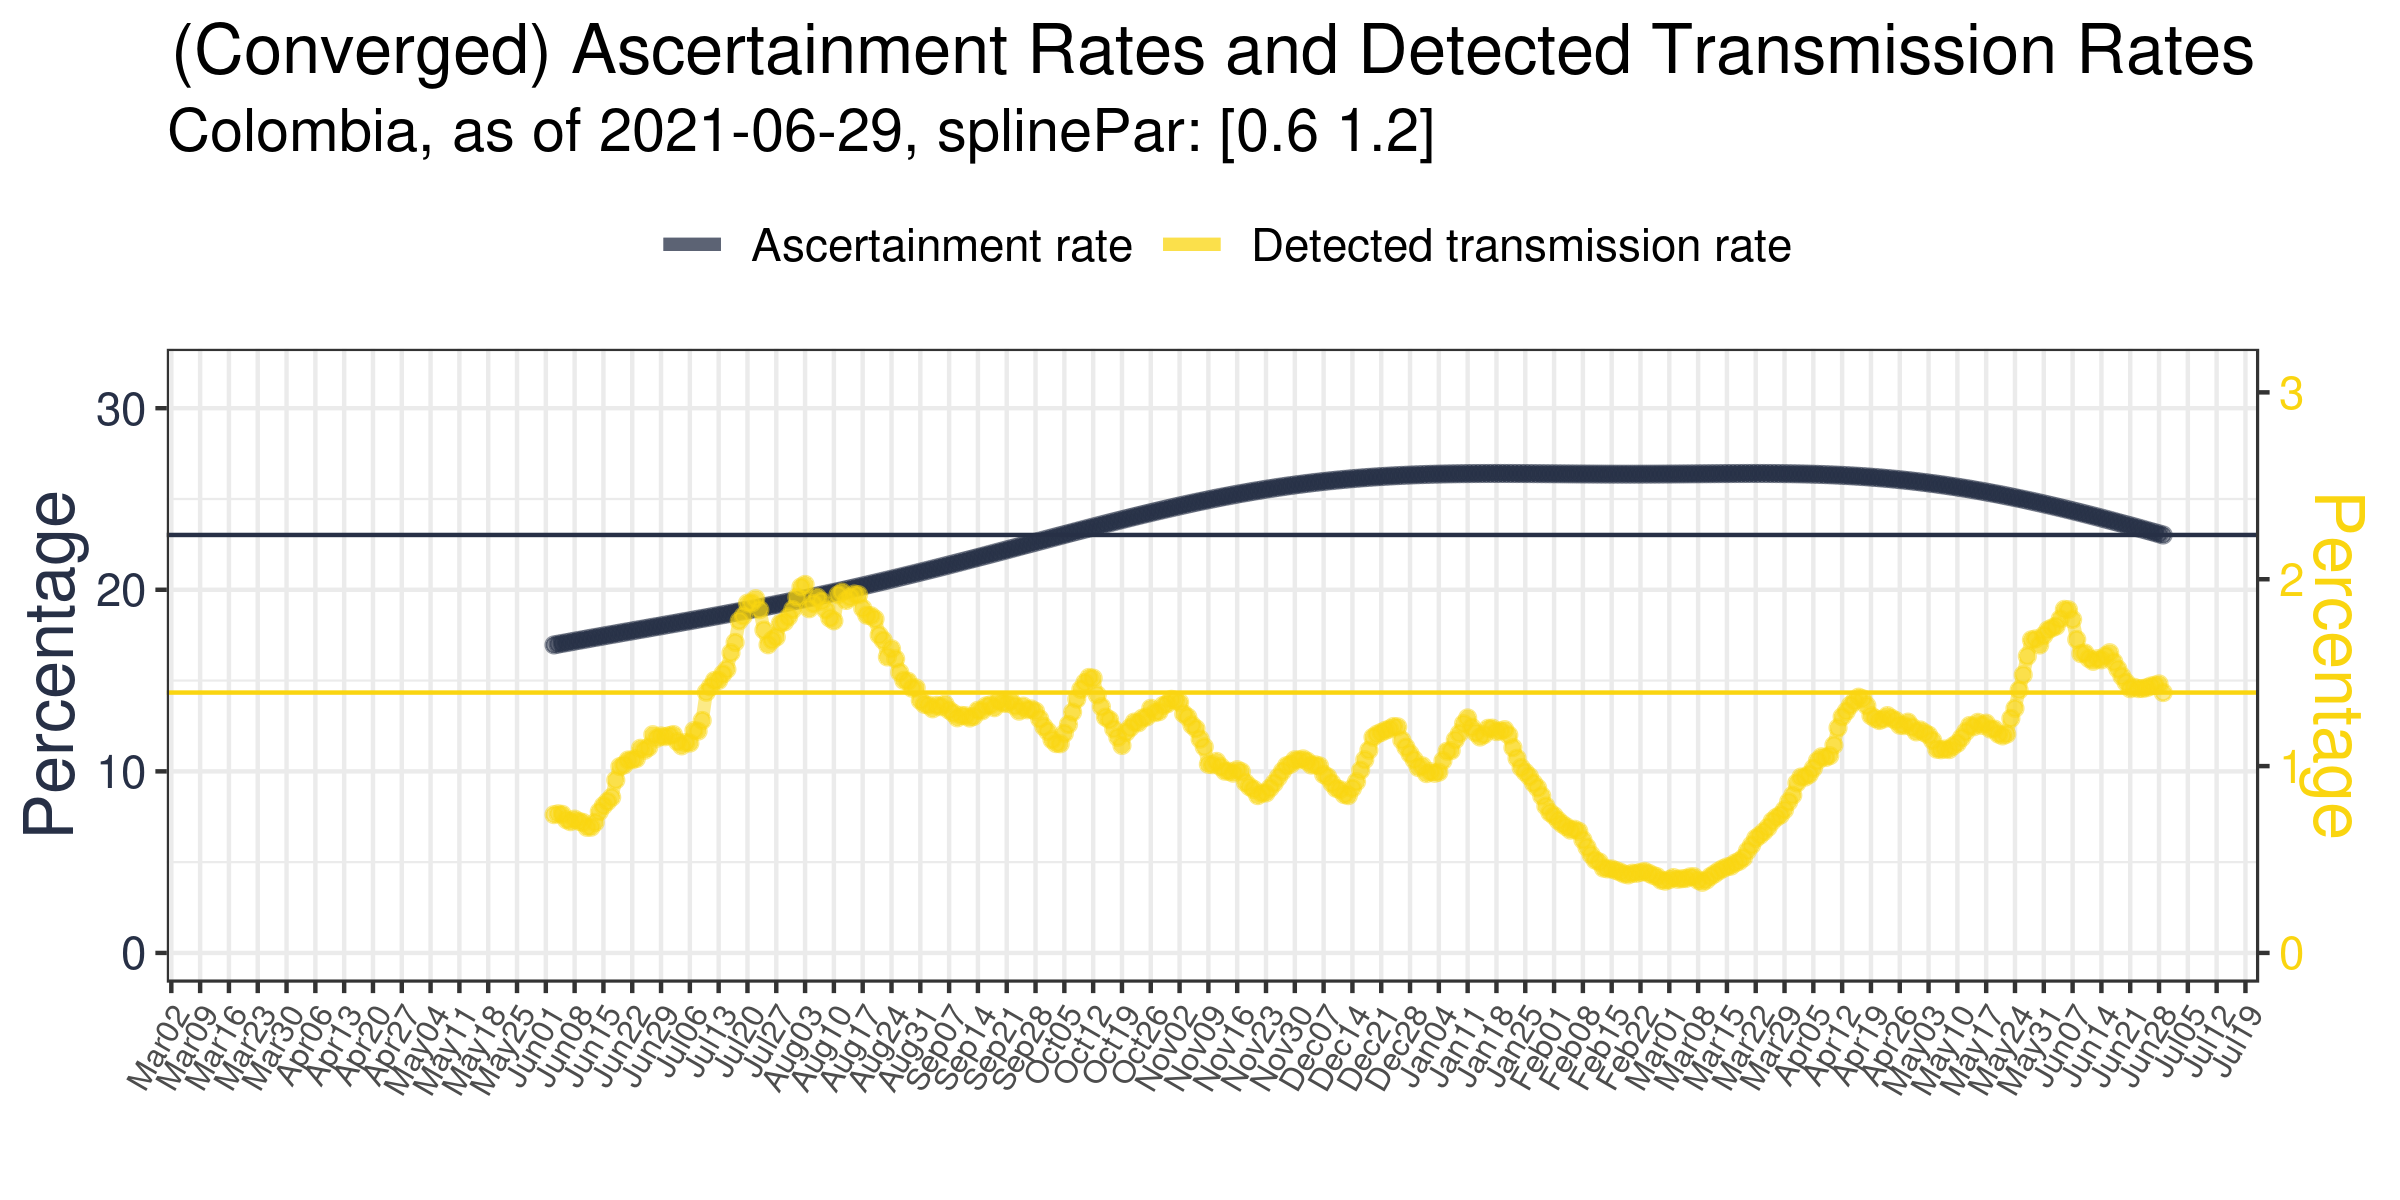 (Converged) Ascertainment Rates and Detected Transmission Rates
Colombia, as of 2021-06-29, splinePar: [0.6 1.2]
Ascertainment rate
Detected transmission rate
Percentage
30
20
10
0
3
2
1
0
Percentage
Mar02
Mar09
Mar16
Mar23
Mar30
Apr06
Apr13
Apr20
Apr27
May04
May11
May18
May25
Jun01
Jun08
Jun15
Jun22
Jun29
Jul06
Jul13
Jul20
Jul27
Aug03
Aug10
Aug17
Aug24
Aug31
Sep07
Sep14
Sep21
Sep28
Oct05
Oct12
Oct19
Oct26
Nov02
Nov09
Nov16
Nov23
Nov30
Dec07
Dec14
Dec21
Dec28
Jan04
Jan11
Jan18
Jan25
Feb01
Feb08
Feb15
Feb22
Mar01
Mar08
Mar15
Mar22
Mar29
Apr05
Apr12
Apr19
Apr26
May03
May10
May17
May24
May31
Jun07
Jun14
Jun21
Jun28
Jul05
Jul12
Jul19